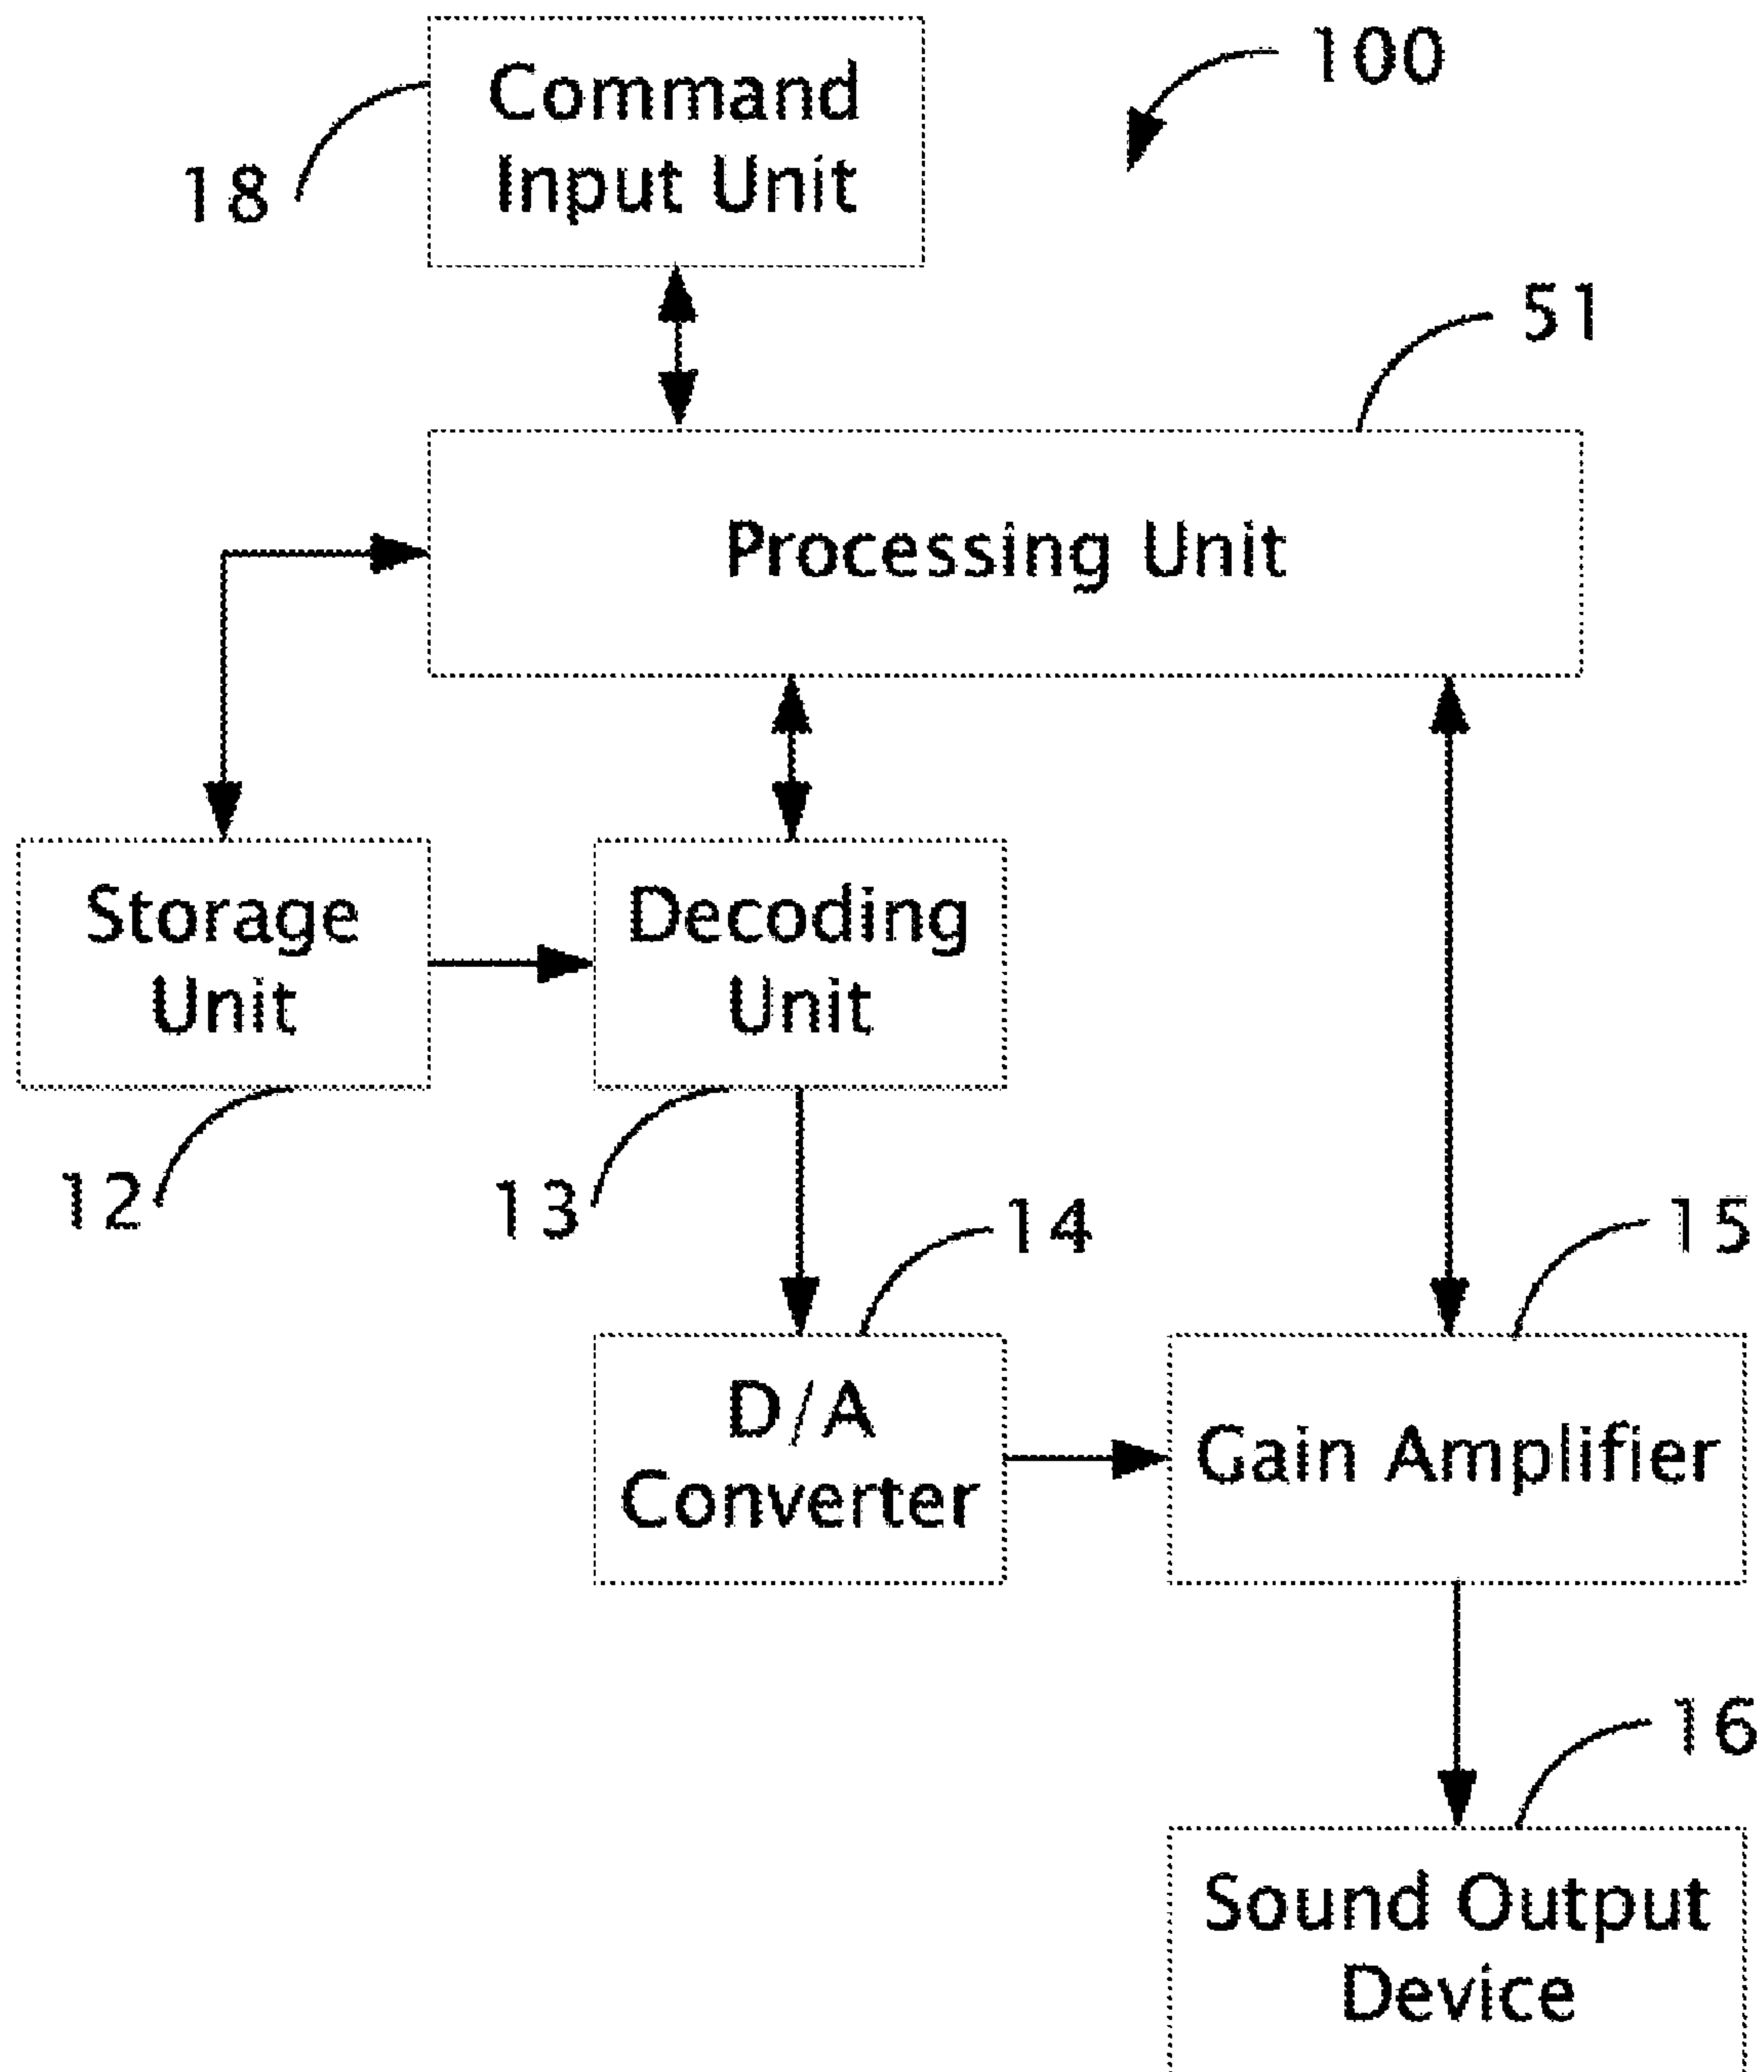 100
Command
Input Unit
18
51
Processing Unit
Storage
Unit
Decoding
Unit
12
13
14
15
D/A
Converter
Gain Amplifier
16
Sound Output
Device